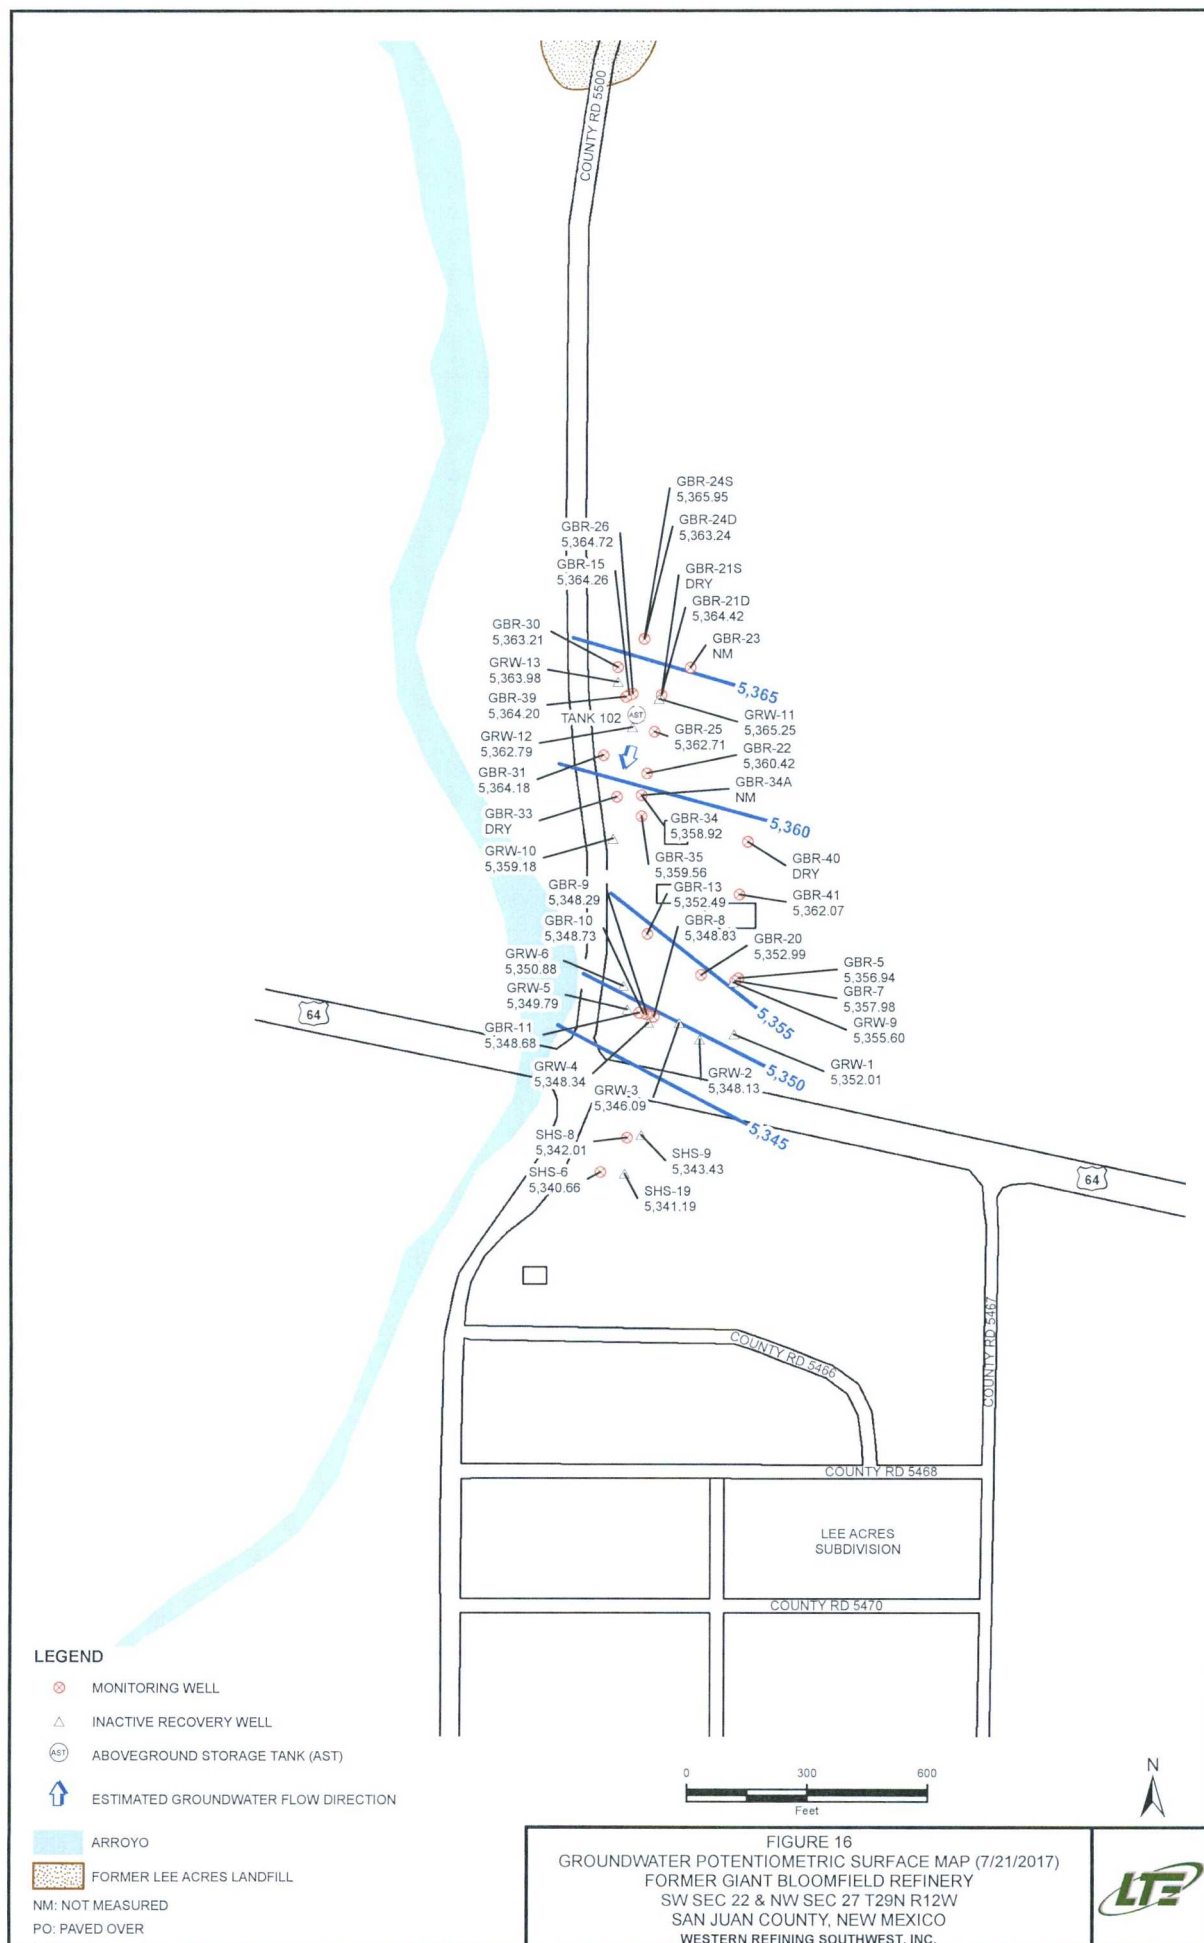 COUNTY RD 5500
GBR-24S
5,365.95
GBR-26
5,364.72
GBR-24D
5,363.24
GBR-15
5,364.26
GBR-21S
DRY
GBR-21D
5,364.42
GBR-30
5,363.21
GBR-23
NM
GRW-13
5,363.98
5,365
GBR-39
5,364.20
GRW-11
5,365.25
TANK 102
AST
GBR-25
5,362.71
GRW-12
5,362.79
GBR-22
5,360.42
GBR-31
5,364.18
GBR-34A
NM
GBR-33
DRY
GBR-34
5,358.92
5,360
GRW-10
5,359.18
GBR-35
5,359.56
GBR-40
DRY
GBR-9
5,348.29
GBR-13
5,352.49
GBR-41
5,362.07
GBR-10
5,348.73
GBR-8
5,348.83
GBR-20
5,352.99
GRW-6
5,350.88
GBR-5
5,356.94
GRW-5
5,349.79
GBR-7
5,357.98
64
5,355
GRW-9
5,355.60
GBR-11
5,348.68
GRW-4
5,348.34
5,350
GRW-1
5,352.01
GRW-3
5,346.09
GRW-2
5,348.13
5,345
SHS-8
5,342.01
SHS-9
5,343.43
SHS-6
5,340.66
64
SHS-19
5,341.19
COUNTY RD 5467
COUNTY RD 5466
COUNTY RD 5468
LEE ACRES
SUBDIVISION
COUNTY RD 5470
LEGEND
MONITORING WELL
INACTIVE RECOVERY WELL
AST
ABOVEGROUND STORAGE TANK (AST)
ESTIMATED GROUNDWATER FLOW DIRECTION
ARROYO
FORMER LEE ACRES LANDFILL
NM: NOT MEASURED
PO: PAVED OVER
0 300 600
Feet
N
FIGURE 16
GROUNDWATER POTENTIOMETRIC SURFACE MAP (7/21/2017)
FORMER GIANT BLOOMFIELD REFINERY
SW SEC 22 & NW SEC 27 T29N R12W
SAN JUAN COUNTY, NEW MEXICO
WESTERN REFINING SOUTHWEST, INC.
LTE